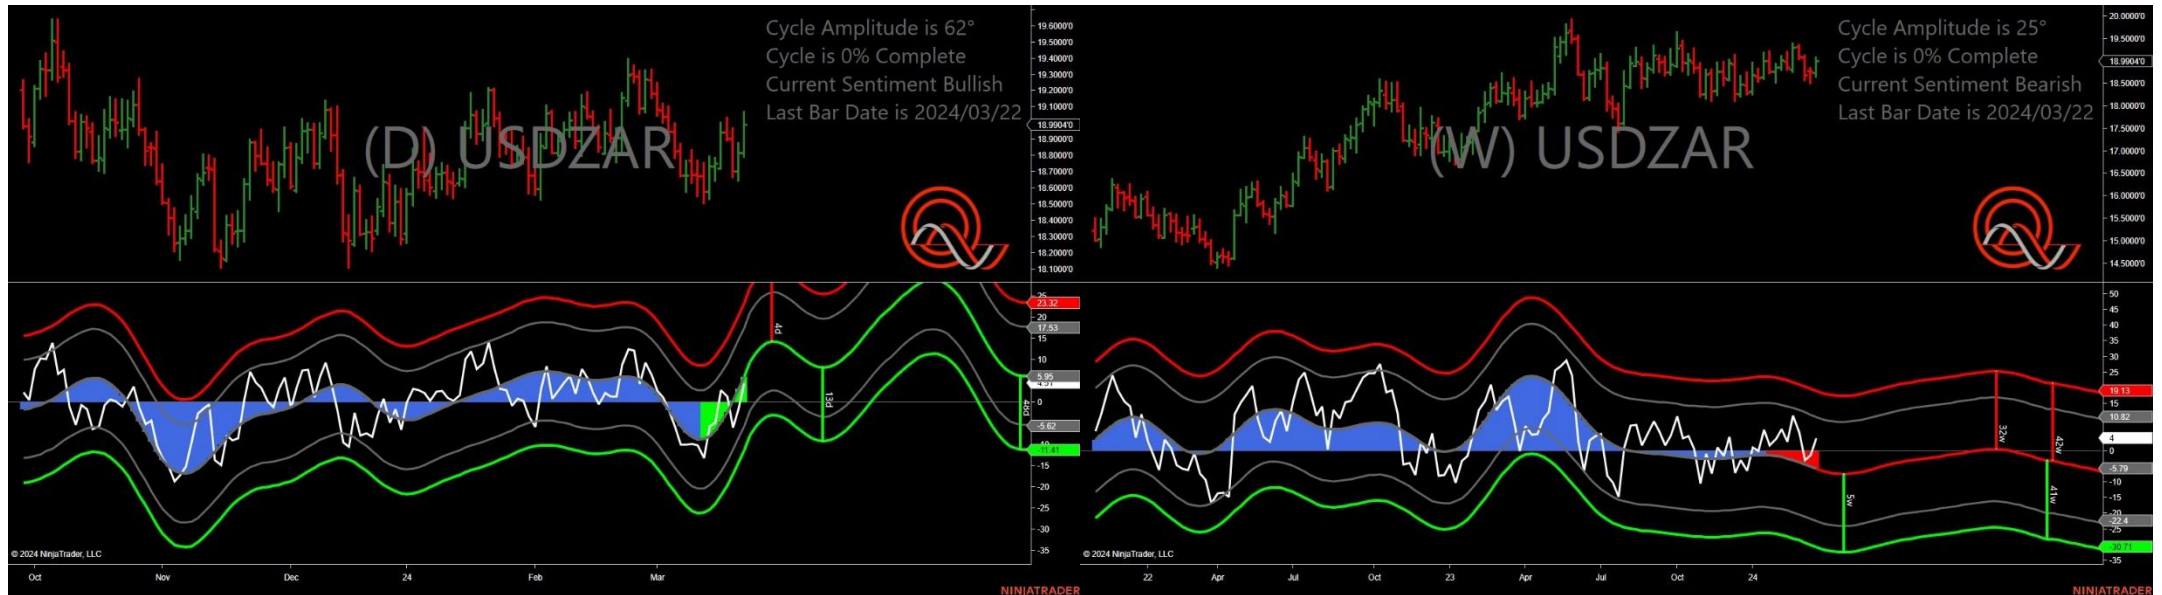 Cycle Amplitude is 62°
Cycle is 0% Complete
Current Sentiment Bullish
Last Bar Date is 2024/03/22
(D) USDZAR
19.6000'0
19.5000'0
19.4000'0
19.3000'0
19.2000'0
19.1000'0
18.9904'0
18.9000'0
18.8000'0
18.7000'0
18.6000'0
18.5000'0
18.4000'0
18.3000'0
18.2000'0
18.1000'0
25
23.32
17.53
15
10
5.95
0
-5.62
-11.41
-15
-20
-25
-30
-35
4d
13d
48d
© 2024 NinjaTrader, LLC
Oct
Nov
Dec
24
Feb
Mar
NINJATRADER
Cycle Amplitude is 25°
Cycle is 0% Complete
Current Sentiment Bearish
Last Bar Date is 2024/03/22
(W) USDZAR
20.0000'0
19.5000'0
18.9904'0
18.5000'0
18.0000'0
17.5000'0
17.0000'0
16.5000'0
16.0000'0
15.5000'0
15.0000'0
14.5000'0
50
45
40
35
30
25
19.13
15
10.82
4
0
-5.79
-10
-15
-22.4
-25
-30.71
-35
32w
42w
5w
41w
© 2024 NinjaTrader, LLC
22
Apr
Jul
Oct
23
Apr
Jul
Oct
24
NINJATRADER